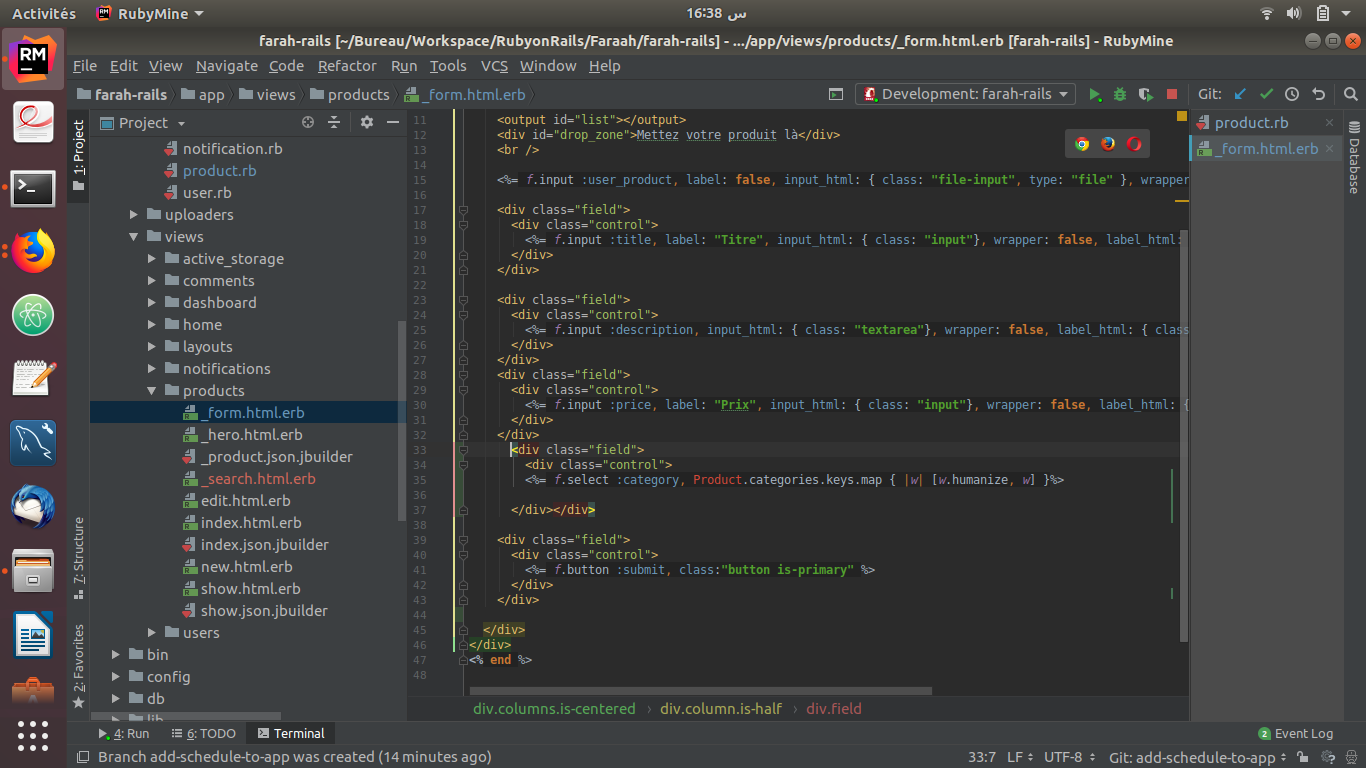 Activités
RubyMine
16:38 س
farah-rails [~/Bureau/Workspace/RubyonRails/Faraah/farah-rails] - .../app/views/products/_form.html.erb [farah-rails] - RubyMine
File Edit View Navigate Code Refactor Run Tools VCS Window Help
farah-rails app views products _form.html.erb
Development: farah-rails
Git:
1: Project
7: Structure
2: Favorites
Project
notification.rb
product.rb
user.rb
uploaders
views
active_storage
comments
dashboard
home
layouts
notifications
products
_form.html.erb
_hero.html.erb
_product.json.jbuilder
_search.html.erb
edit.html.erb
index.html.erb
index.json.jbuilder
new.html.erb
show.html.erb
show.json.jbuilder
users
bin
config
db
lib
11 <output id="list"></output>
12 <div id="drop_zone">Mettez votre produit là</div>
13 <br />
14
15 <%= f.input :user_product, label: false, input_html: { class: "file-input", type: "file" }, wrapper
16
17 <div class="field">
18 <div class="control">
19 <%= f.input :title, label: "Titre", input_html: { class: "input"}, wrapper: false, label_html:
20 </div>
21 </div>
22
23 <div class="field">
24 <div class="control">
25 <%= f.input :description, input_html: { class: "textarea"}, wrapper: false, label_html: { clas
26 </div>
27 </div>
28 <div class="field">
29 <div class="control">
30 <%= f.input :price, label: "Prix", input_html: { class: "input"}, wrapper: false, label_html: {
31 </div>
32 </div>
33 <div class="field">
34 <div class="control">
35 <%= f.select :category, Product.categories.keys.map { |w| [w.humanize, w] }%>
36
37 </div></div>
38
39 <div class="field">
40 <div class="control">
41 <%= f.button :submit, class:"button is-primary" %>
42 </div>
43 </div>
44
45 </div>
46 </div>
47 <% end %>
48
div.columns.is-centered › div.column.is-half › div.field
product.rb
_form.html.erb
Database
4: Run
6: TODO
Terminal
2 Event Log
Branch add-schedule-to-app was created (14 minutes ago)
33:7 LF UTF-8 Git: add-schedule-to-app
RM